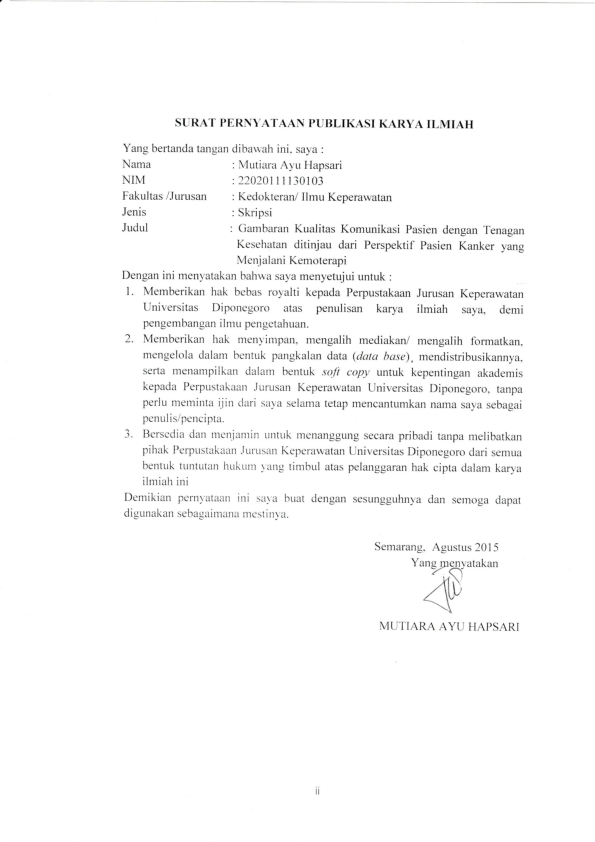 SURAT PERNYATAAN PUBLIKASI KARYA ILMIAH
Yang bertanda tangan dibawah ini, saya :
Nama : Mutiara Ayu Hapsari
NIM : 22020111130103
Fakultas /Jurusan : Kedokteran/ Ilmu Keperawatan
Jenis : Skripsi
Judul : Gambaran Kualitas Komunikasi Pasien dengan Tenagan
Kesehatan ditinjau dari Perspektif Pasien Kanker yang
Menjalani Kemoterapi
Dengan ini menyatakan bahwa saya menyetujui untuk :
1. Memberikan hak bebas royalti kepada Perpustakaan Jurusan Keperawatan
Universitas Diponegoro atas penulisan karya ilmiah saya, demi
pengembangan ilmu pengetahuan.
2. Memberikan hak menyimpan, mengalih mediakan/ mengalih formatkan,
mengelola dalam bentuk pangkalan data (data base), mendistribusikannya,
serta menampilkan dalam bentuk soft copy untuk kepentingan akademis
kepada Perpustakaan Jurusan Keperawatan Universitas Diponegoro, tanpa
perlu meminta ijin dari saya selama tetap mencantumkan nama saya sebagai
penulis/pencipta.
3. Bersedia dan menjamin untuk menanggung secara pribadi tanpa melibatkan
pihak Perpustakaan Jurusan Keperawatan Universitas Diponegoro dari semua
bentuk tuntutan hukum yang timbul atas pelanggaran hak cipta dalam karya
ilmiah ini
Demikian pernyataan ini saya buat dengan sesungguhnya dan semoga dapat
digunakan sebagaimana mestinya.
Semarang, Agustus 2015
Yang menyatakan
MUTIARA AYU HAPSARI
ii